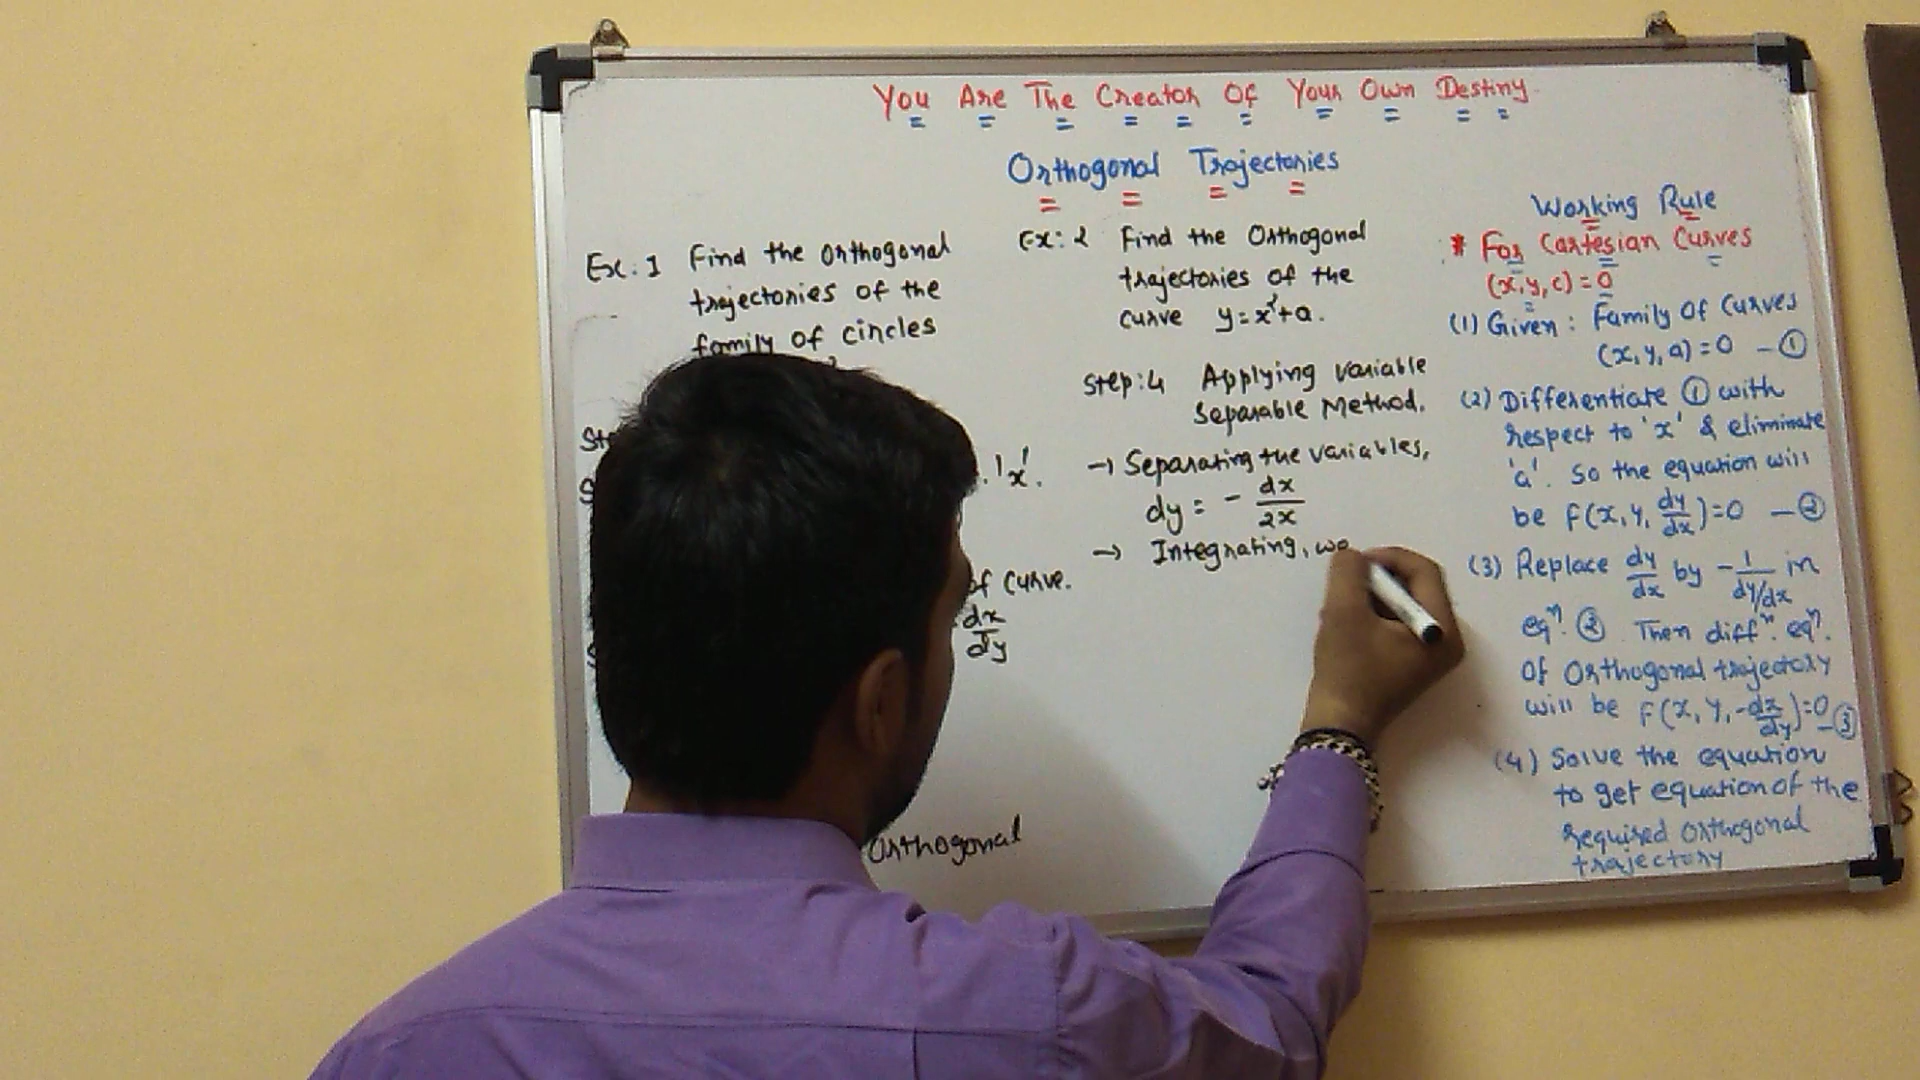 You Are The Creator Of Your Own Destiny.
Orthogonal Trajectories
Ex: 1 Find the orthogonal
trajectories of the
family of circles
of Curve.
dx
dy
Orthogonal
Ex: 2 Find the Orthogonal
trajectories of the
curve y = x²+a.
Step: 4 Applying variable
Separable Method.
→ Separating the variables,
dy = - dx/2x
→ Integrating, we
Working Rule
* For Cartesian Curves
(x, y, c) = 0
(1) Given: Family Of Curves
(x, y, a) = 0 - ①
(2) Differentiate ① with
respect to 'x' & eliminate
'a'. So the equation will
be F(x, y, dy/dx) = 0 - ②
(3) Replace dy/dx by - 1/dy/dx in
eqⁿ. ② Then diffⁿ. eqⁿ.
Of Orthogonal trajectory
will be F(x, y, -dx/dy) = 0 - ③
(4) Solve the equation
to get equation of the
required orthogonal
trajectory